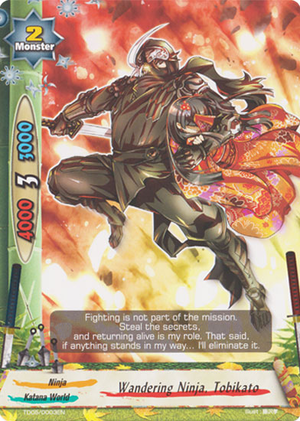 2
Monster
4000 3 3000
Fighting is not part of the mission.
Steal the secrets,
and returning alive is my role. That said,
if anything stands in my way... I'll eliminate it.
Ninja
Katana World
Wandering Ninja, Tobikato